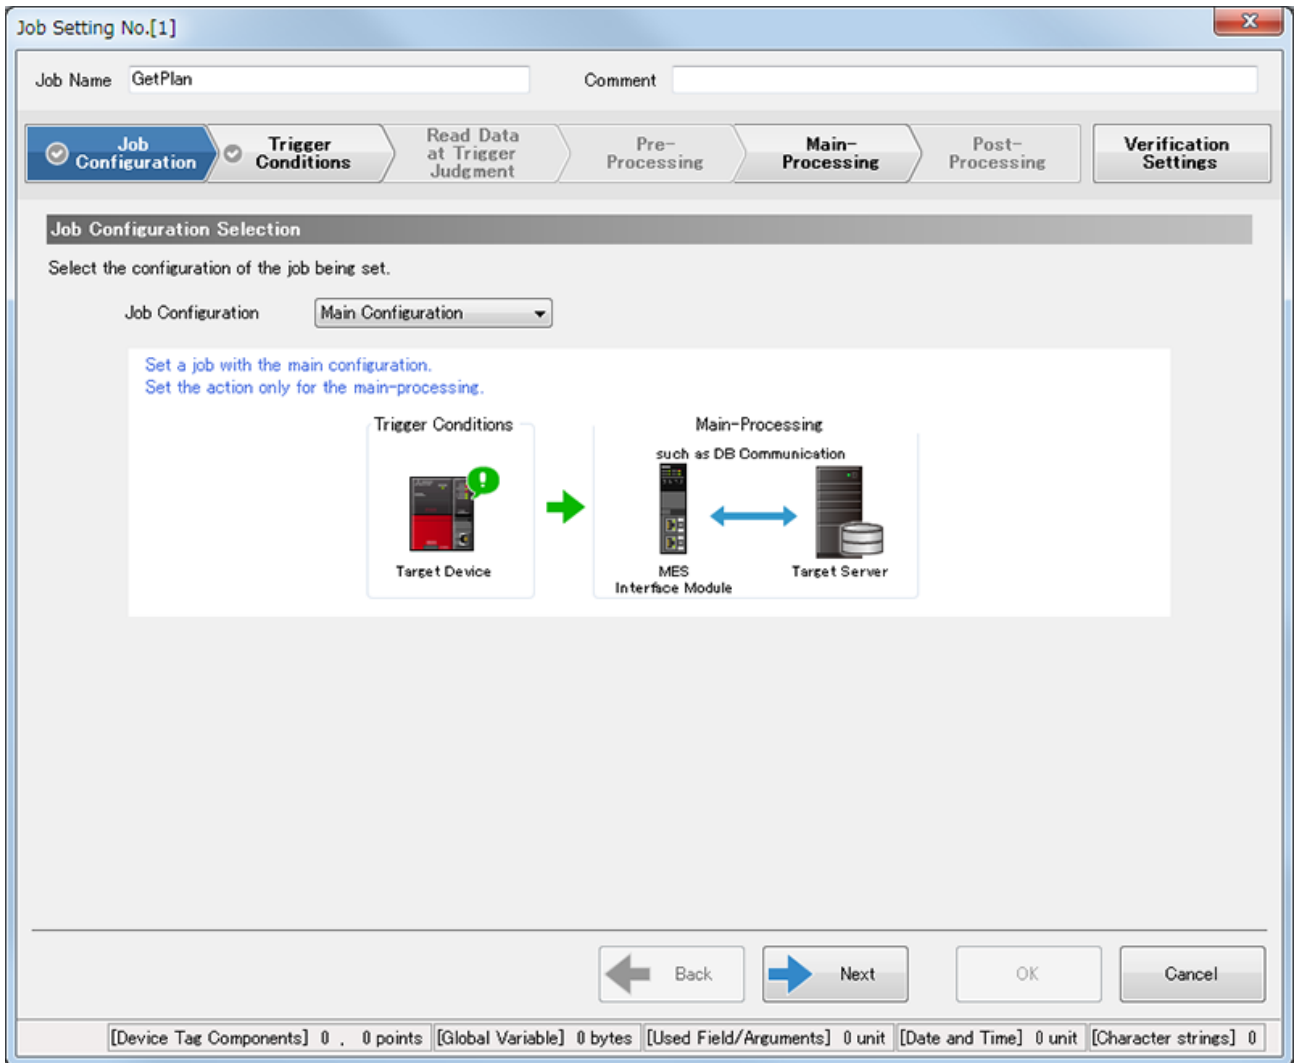 Job Setting No.[1]
Job Name GetPlan Comment
Job
Configuration
Trigger
Conditions
Read Data
at Trigger
Judgment
Pre-
Processing
Main-
Processing
Post-
Processing
Verification
Settings
Job Configuration Selection
Select the configuration of the job being set.
Job Configuration Main Configuration
Set a job with the main configuration.
Set the action only for the main-processing.
Trigger Conditions
Target Device
Main-Processing
such as DB Communication
MES
Interface Module
Target Server
Back Next OK Cancel
[Device Tag Components] 0 , 0 points [Global Variable] 0 bytes [Used Field/Arguments] 0 unit [Date and Time] 0 unit [Character strings] 0